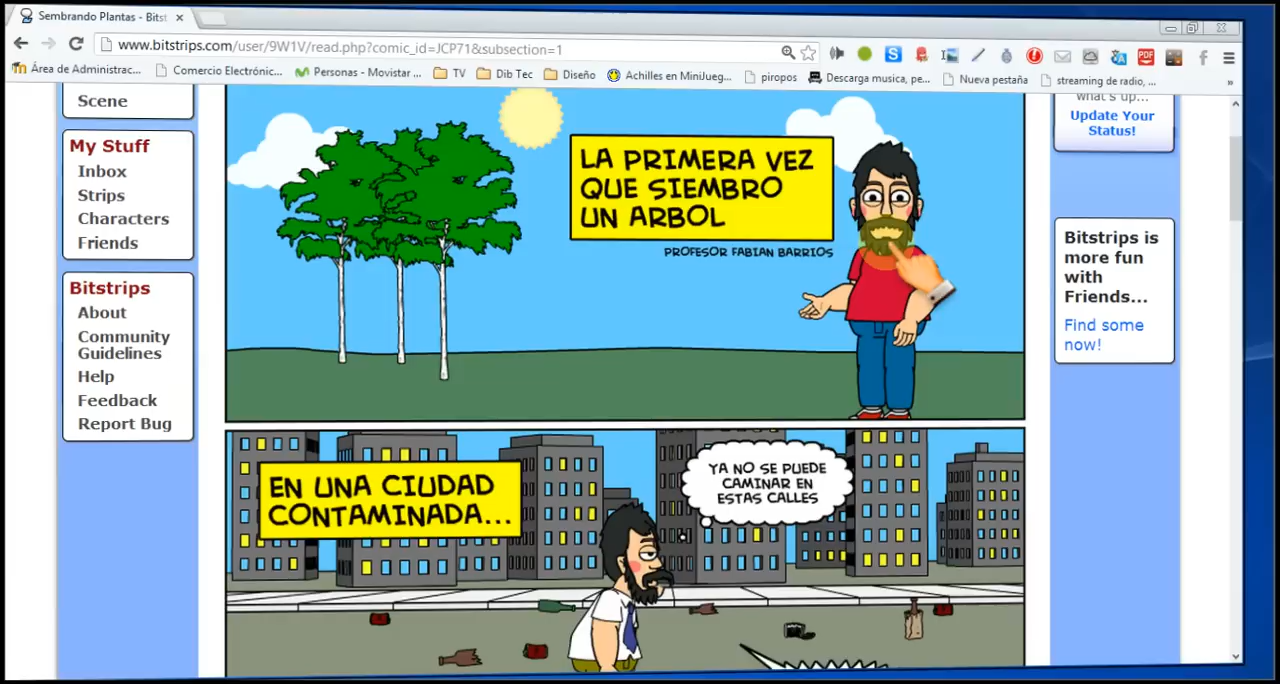 Sembrando Plantas - Bitst
www.bitstrips.com/user/9W1V/read.php?comic_id=JCP71&subsection=1
Área de Administrac...
Comercio Electrónic...
Personas - Movistar ...
TV
Dib Tec
Diseño
Achilles en MiniJueg...
piropos
Descarga musica, pe...
Nueva pestaña
streaming de radio, ...
»
Scene
My Stuff
Inbox
Strips
Characters
Friends
Bitstrips
About
Community
Guidelines
Help
Feedback
Report Bug
LA PRIMERA VEZ
QUE SIEMBRO
UN ARBOL
PROFESOR FABIAN BARRIOS
EN UNA CIUDAD
CONTAMINADA...
YA NO SE PUEDE
CAMINAR EN
ESTAS CALLES
what's up...
Update Your
Status!
Bitstrips is
more fun
with
Friends...
Find some
now!